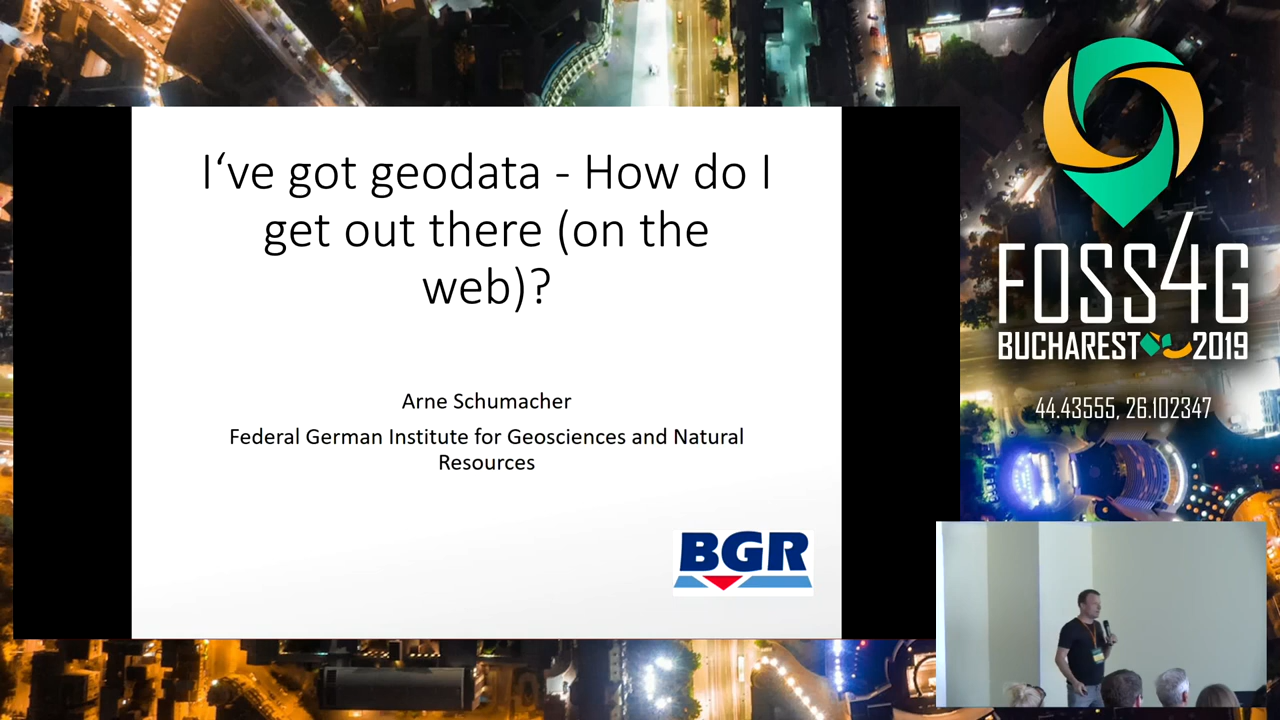 I‘ve got geodata - How do I
get out there (on the
web)?
Arne Schumacher
Federal German Institute for Geosciences and Natural
Resources
BGR
FOSS4G
BUCHAREST 2019
44.43555, 26.102347